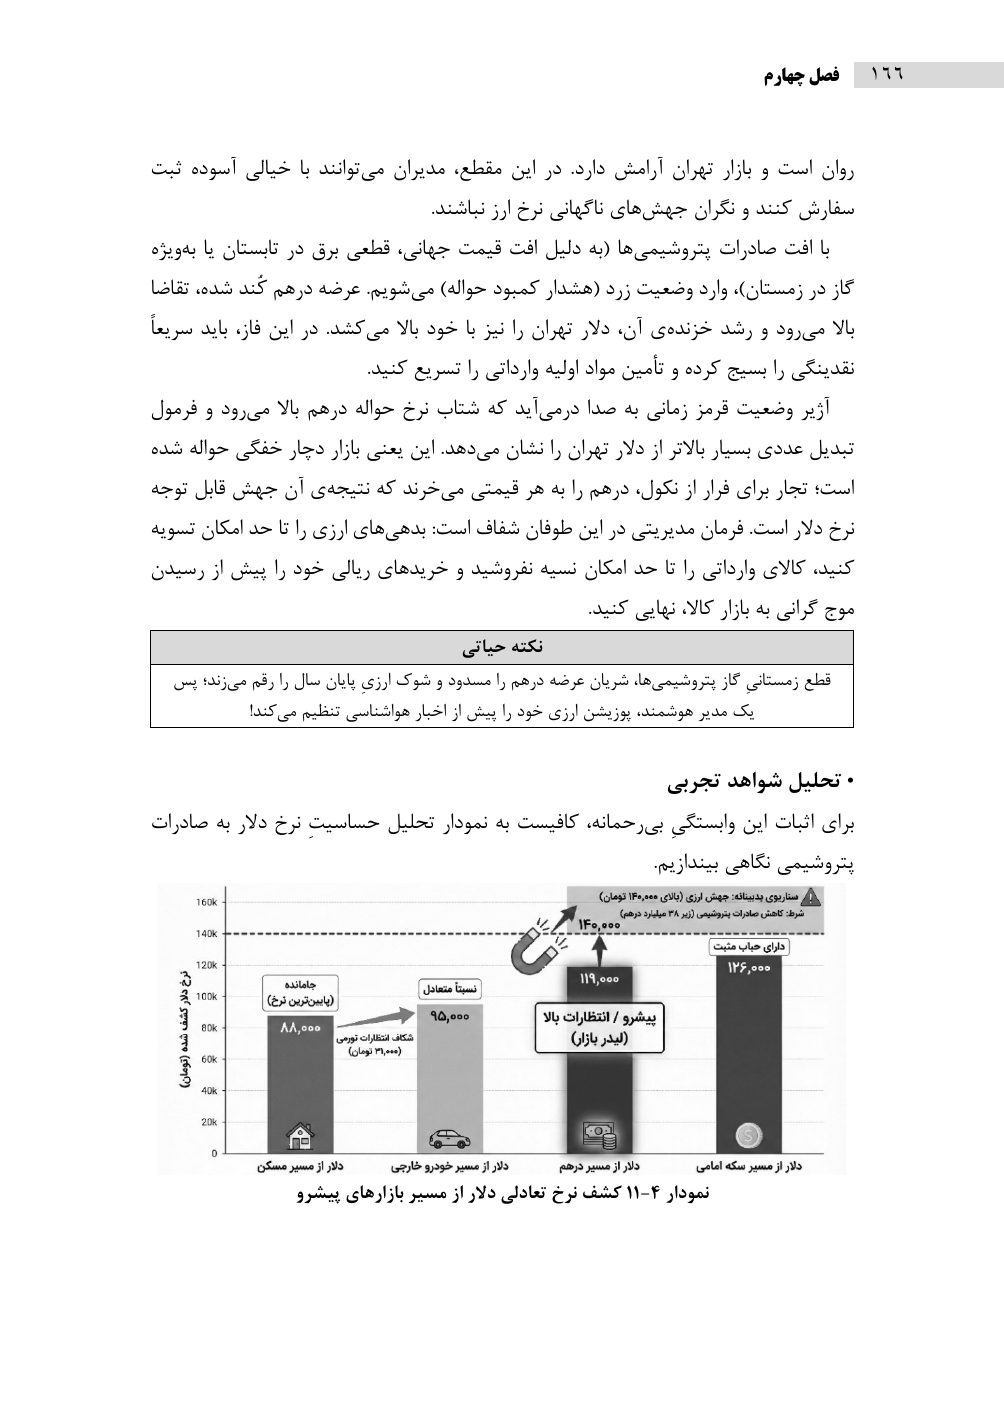 ۱۶۶ فصل چهارم
روان است و بازار تهران آرامش دارد. در این مقطع، مدیران می‌توانند با خیالی آسوده ثبت
سفارش کنند و نگران جهش‌های ناگهانی نرخ ارز نباشند.
با افت صادرات پتروشیمی‌ها (به دلیل افت قیمت جهانی، قطعی برق در تابستان یا به‌ویژه
گاز در زمستان)، وارد وضعیت زرد (هشدار کمبود حواله) می‌شویم. عرضه درهم کُند شده، تقاضا
بالا می‌رود و رشد خزنده‌ی آن، دلار تهران را نیز با خود بالا می‌کشد. در این فاز، باید سریعاً
نقدینگی را بسیج کرده و تأمین مواد اولیه وارداتی را تسریع کنید.
آژیر وضعیت قرمز زمانی به صدا درمی‌آید که شتاب نرخ حواله درهم بالا می‌رود و فرمول
تبدیل عددی بسیار بالاتر از دلار تهران را نشان می‌دهد. این یعنی بازار دچار خفگی حواله شده
است؛ تجار برای فرار از نکول، درهم را به هر قیمتی می‌خرند که نتیجه‌ی آن جهش قابل توجه
نرخ دلار است. فرمان مدیریتی در این طوفان شفاف است: بدهی‌های ارزی را تا حد امکان تسویه
کنید، کالای وارداتی را تا حد امکان نسیه نفروشید و خریدهای ریالی خود را پیش از رسیدن
موج گرانی به بازار کالا، نهایی کنید.
نکته حیاتی
قطع زمستانیِ گاز پتروشیمی‌ها، شریان عرضه درهم را مسدود و شوک ارزیِ پایان سال را رقم می‌زند؛ پس
یک مدیر هوشمند، پوزیشن ارزی خود را پیش از اخبار هواشناسی تنظیم می‌کند!
• تحلیل شواهد تجربی
برای اثبات این وابستگیِ بی‌رحمانه، کافیست به نمودار تحلیل حساسیتِ نرخ دلار به صادرات
پتروشیمی نگاهی بیندازیم.
سناریوی بدبینانه: جهش ارزی (بالای ۱۴۰,۰۰۰ تومان)
شرط: کاهش صادرات پتروشیمی (زیر ۳۸ میلیارد درهم)
۱۴۰,۰۰۰
نرخ دلار کشف شده (تومان)
160k
140k
120k
100k
80k
60k
40k
20k
0
دارای حباب مثبت
۱۲۶,۰۰۰
۱۱۹,۰۰۰
پیشرو / انتظارات بالا
(لیدر بازار)
نسبتاً متعادل
۹۵,۰۰۰
شکاف انتظارات تورمی
(۳۱,۰۰۰ تومان)
جامانده
(پایین‌ترین نرخ)
۸۸,۰۰۰
دلار از مسیر سکه امامی
دلار از مسیر درهم
دلار از مسیر خودرو خارجی
دلار از مسیر مسکن
نمودار ۴-۱۱ کشف نرخ تعادلی دلار از مسیر بازارهای پیشرو